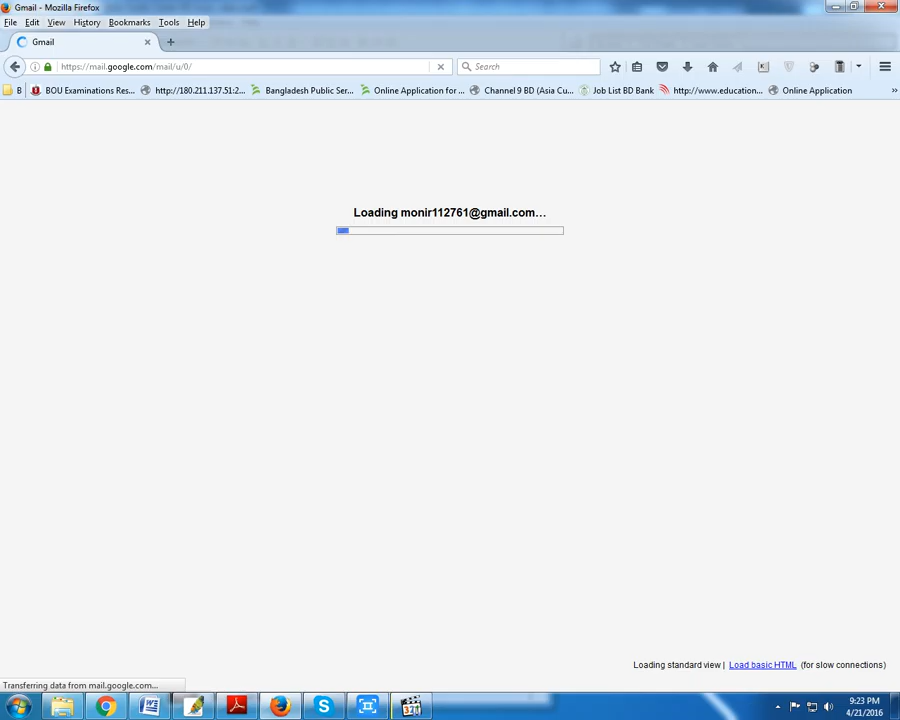 Gmail - Mozilla Firefox
File Edit View History Bookmarks Tools Help
Gmail
https://mail.google.com/mail/u/0/ Search
B BOU Examinations Res... http://180.211.137.51:2... Bangladesh Public Ser... Online Application for ... Channel 9 BD (Asia Cu... Job List BD Bank http://www.education... Online Application
Loading monir112761@gmail.com...
Loading standard view | Load basic HTML (for slow connections)
Transferring data from mail.google.com...
9:23 PM
4/21/2016